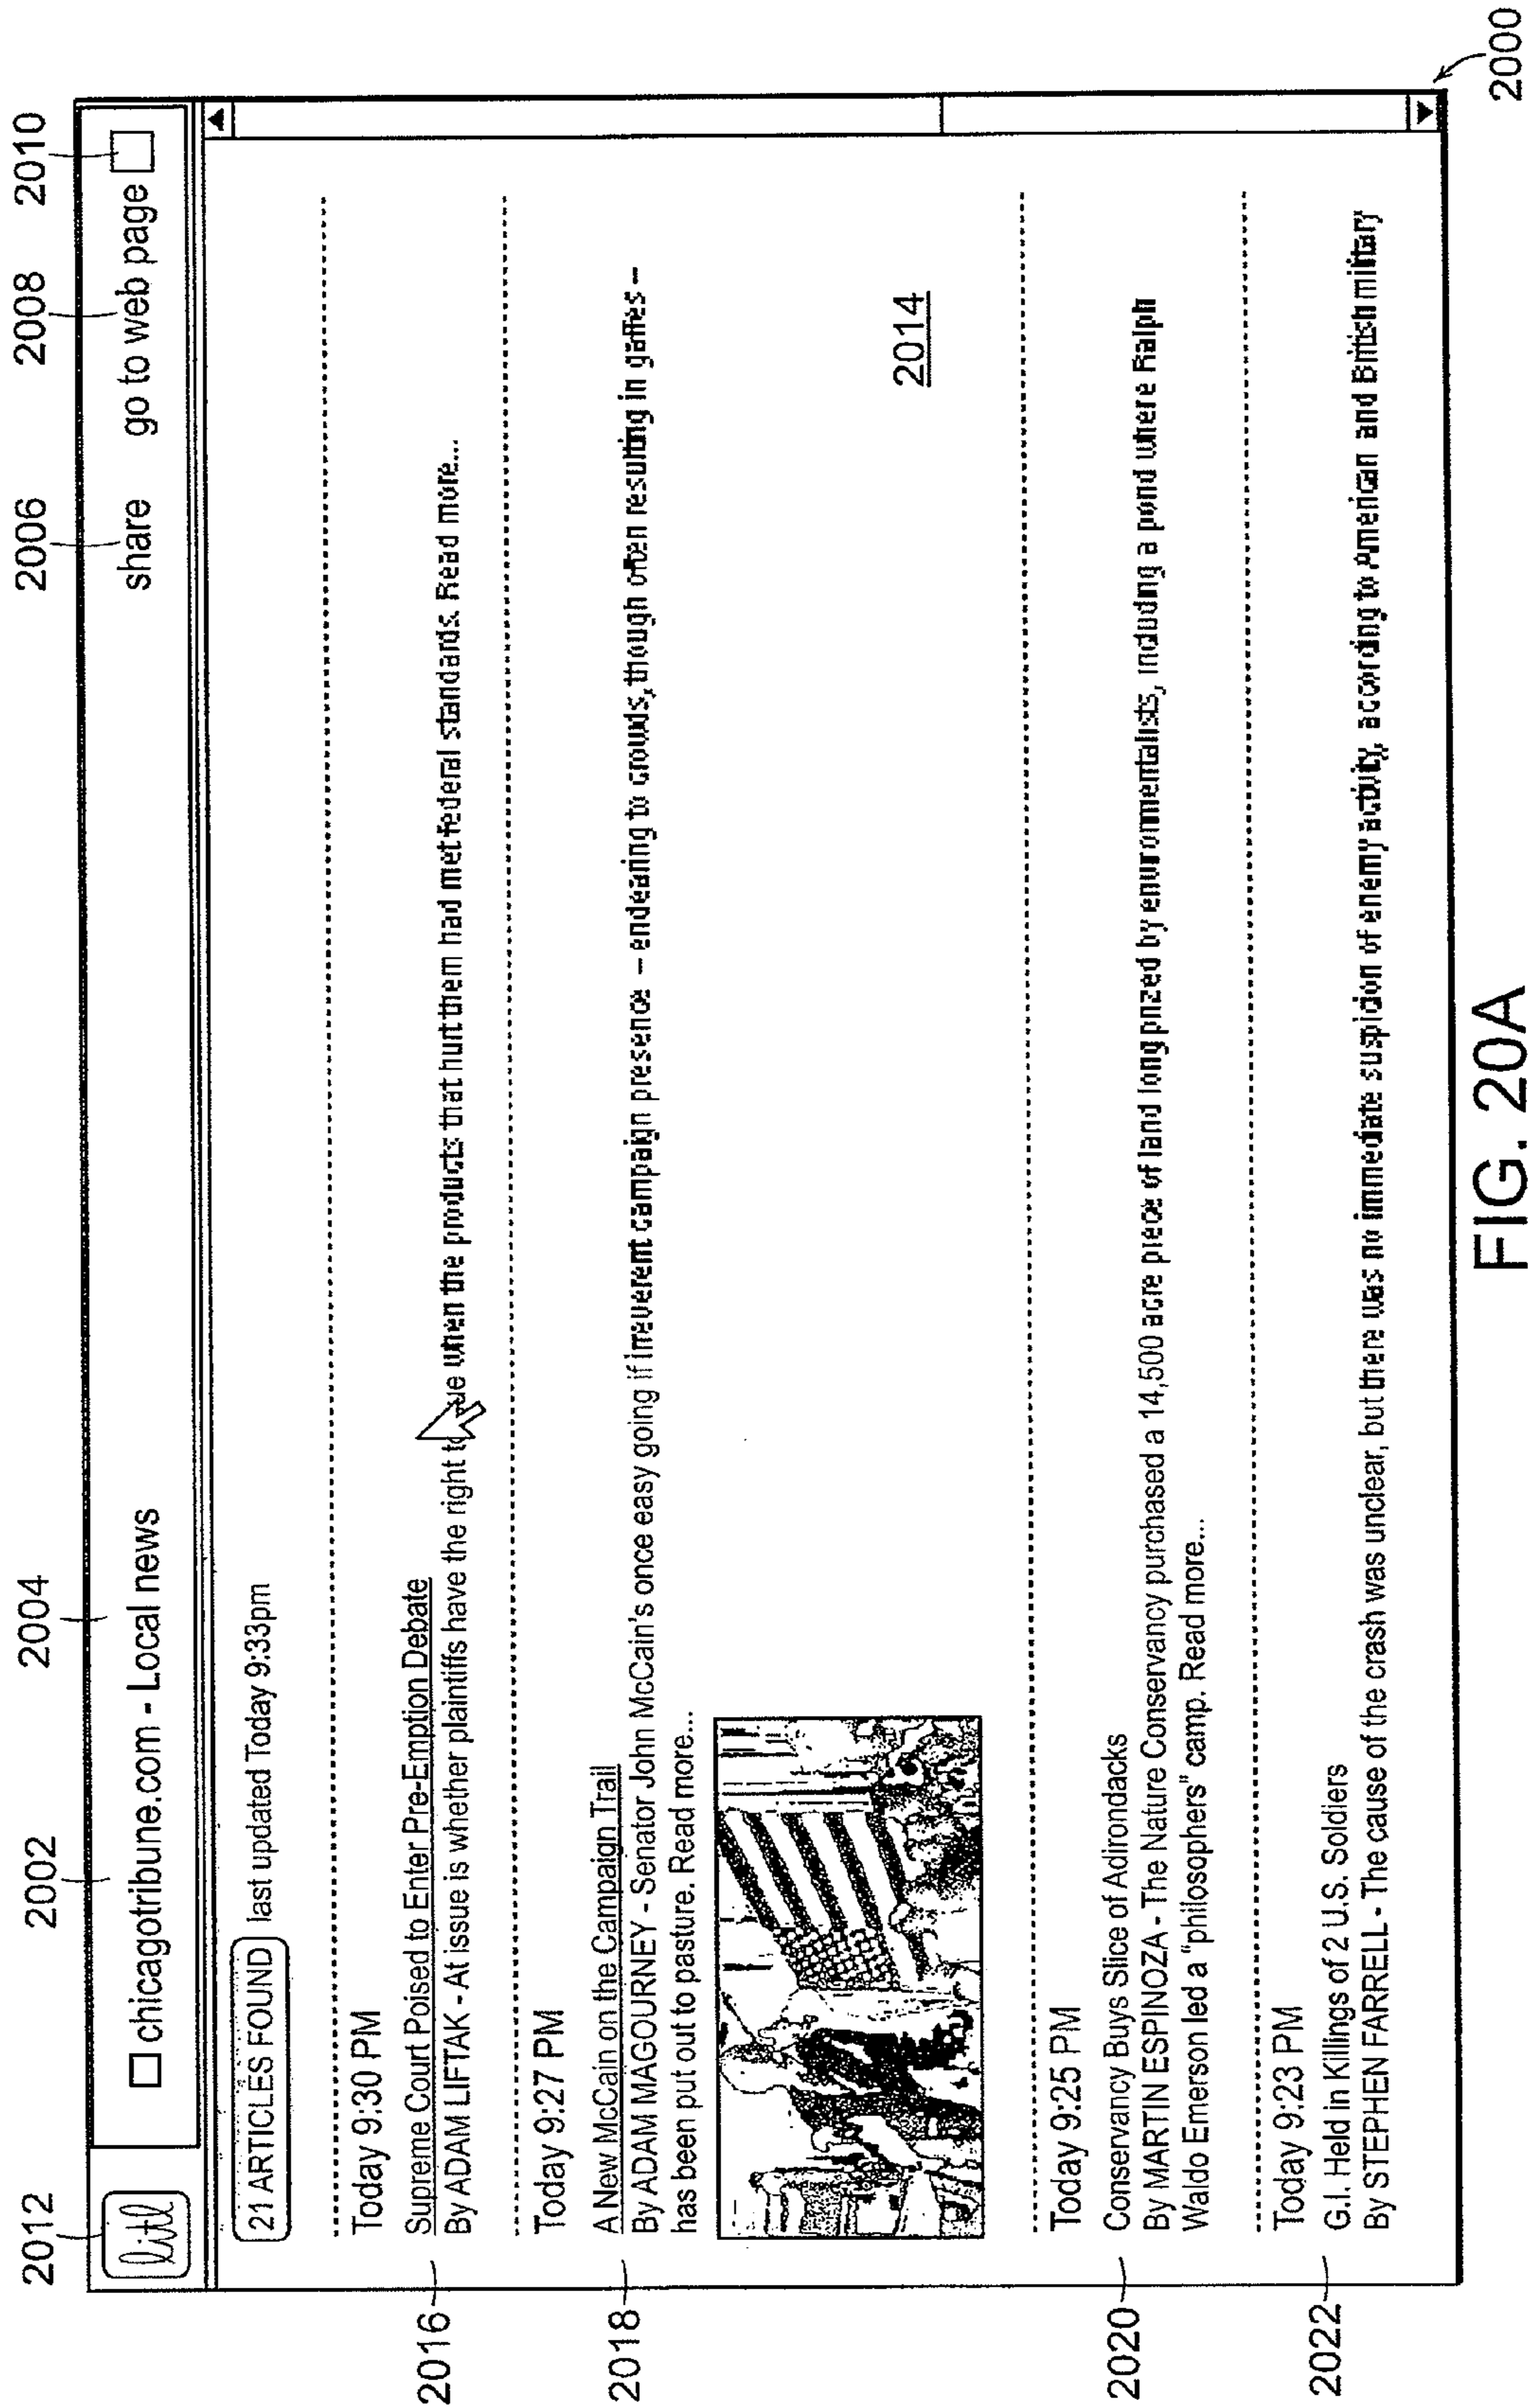 2012 2002 2004 2006 2008 2010
litl
chicagotribune.com - Local news share go to web page
21 ARTICLES FOUND last updated Today 9:33pm
Today 9:30 PM
2016
Supreme Court Poised to Enter Pre-Emption Debate
By ADAM LIFTAK - At issue is whether plaintiffs have the right to ue when the products that hurt them had met federal standards. Read more...
Today 9:27 PM
2018
A New McCain on the Campaign Trail
By ADAM MAGOURNEY - Senator John McCain's once easy going if irreverent campaign presence – endearing to crowds, though often resulting in gaffes –
has been put out to pasture. Read more...
2014
Today 9:25 PM
2020
Conservancy Buys Slice of Adirondacks
By MARTIN ESPINOZA - The Nature Conservancy purchased a 14,500 acre piece of land long prized by environmentalists, including a pond where Ralph
Waldo Emerson led a "philosophers" camp. Read more...
Today 9:23 PM
2022
G.I. Held in Killings of 2 U.S. Soldiers
By STEPHEN FARRELL - The cause of the crash was unclear, but there was no immediate suspicion of enemy activity, according to American and British military
2000
FIG. 20A